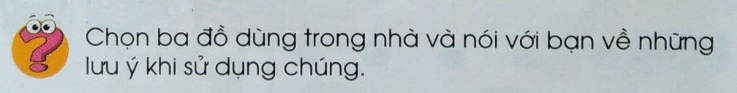 Chọn ba đồ dùng trong nhà và nói với bạn về những
lưu ý khi sử dụng chúng.